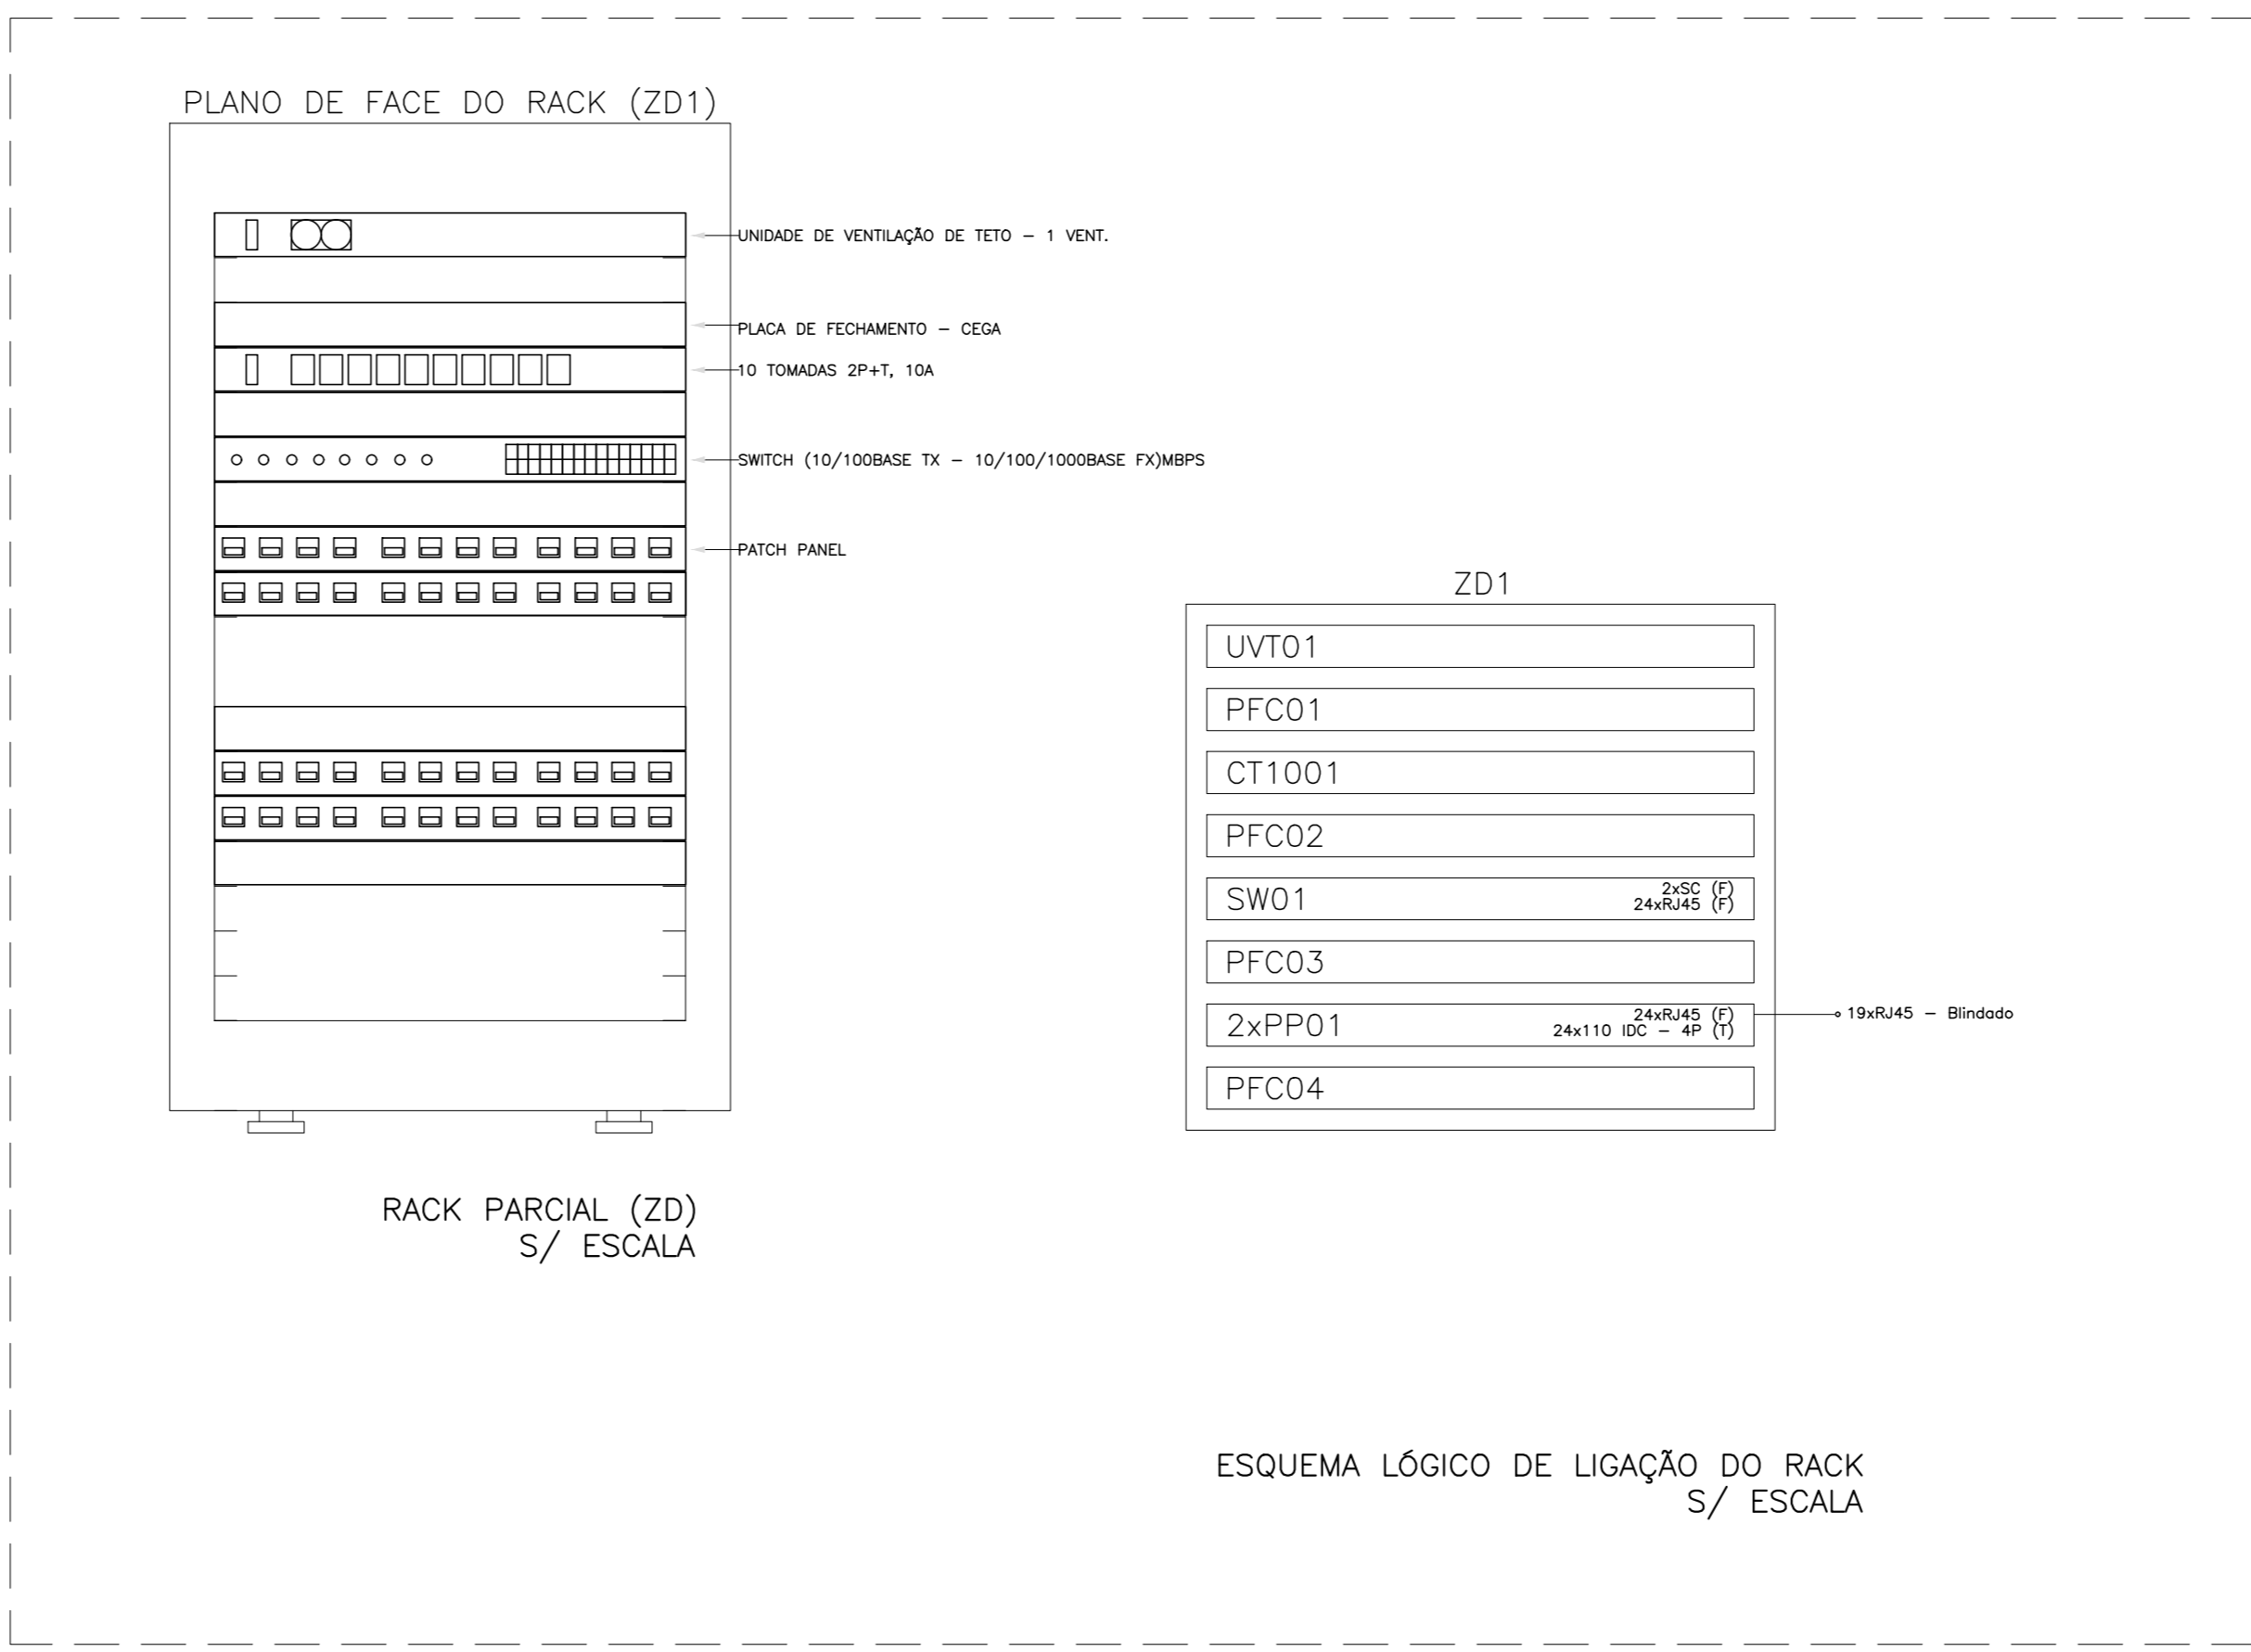 PLANO DE FACE DO RACK (ZD1)
UNIDADE DE VENTILAÇÃO DE TETO – 1 VENT.
PLACA DE FECHAMENTO – CEGA
10 TOMADAS 2P+T, 10A
SWITCH (10/100BASE TX – 10/100/1000BASE FX)MBPS
PATCH PANEL
RACK PARCIAL (ZD)
S/ ESCALA
ZD1
UVT01
PFC01
CT1001
PFC02
SW01
2xSC (F)
24xRJ45 (F)
PFC03
2xPP01
24xRJ45 (F)
24x110 IDC – 4P (T)
19xRJ45 – Blindado
PFC04
ESQUEMA LÓGICO DE LIGAÇÃO DO RACK
S/ ESCALA